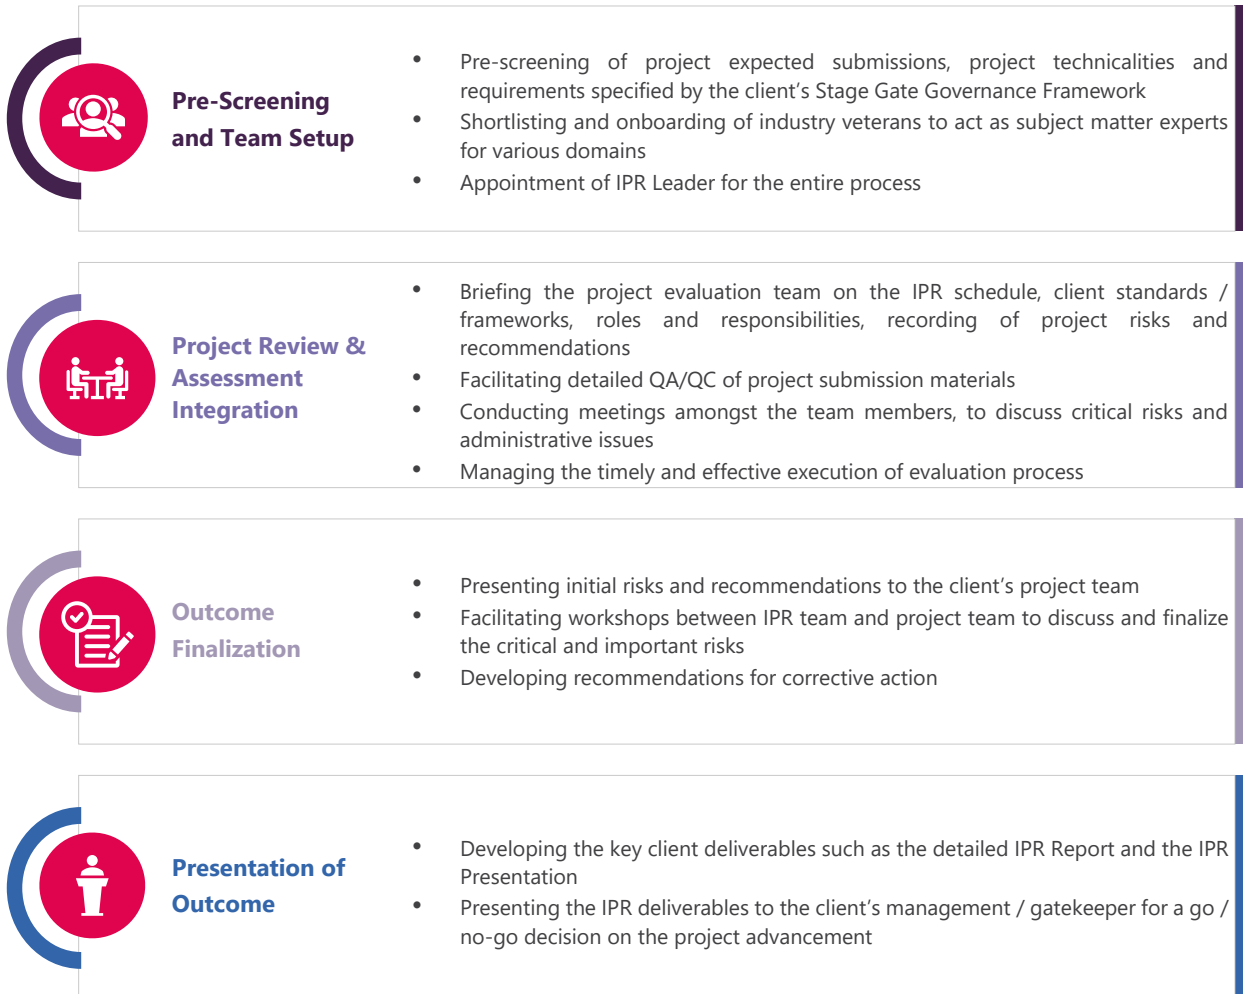 Pre-Screening
and Team Setup
• Pre-screening of project expected submissions, project technicalities and
requirements specified by the client’s Stage Gate Governance Framework
• Shortlisting and onboarding of industry veterans to act as subject matter experts
for various domains
• Appointment of IPR Leader for the entire process
Project Review &
Assessment
Integration
• Briefing the project evaluation team on the IPR schedule, client standards /
frameworks, roles and responsibilities, recording of project risks and
recommendations
• Facilitating detailed QA/QC of project submission materials
• Conducting meetings amongst the team members, to discuss critical risks and
administrative issues
• Managing the timely and effective execution of evaluation process
Outcome
Finalization
• Presenting initial risks and recommendations to the client’s project team
• Facilitating workshops between IPR team and project team to discuss and finalize
the critical and important risks
• Developing recommendations for corrective action
Presentation of
Outcome
• Developing the key client deliverables such as the detailed IPR Report and the IPR
Presentation
• Presenting the IPR deliverables to the client’s management / gatekeeper for a go /
no-go decision on the project advancement